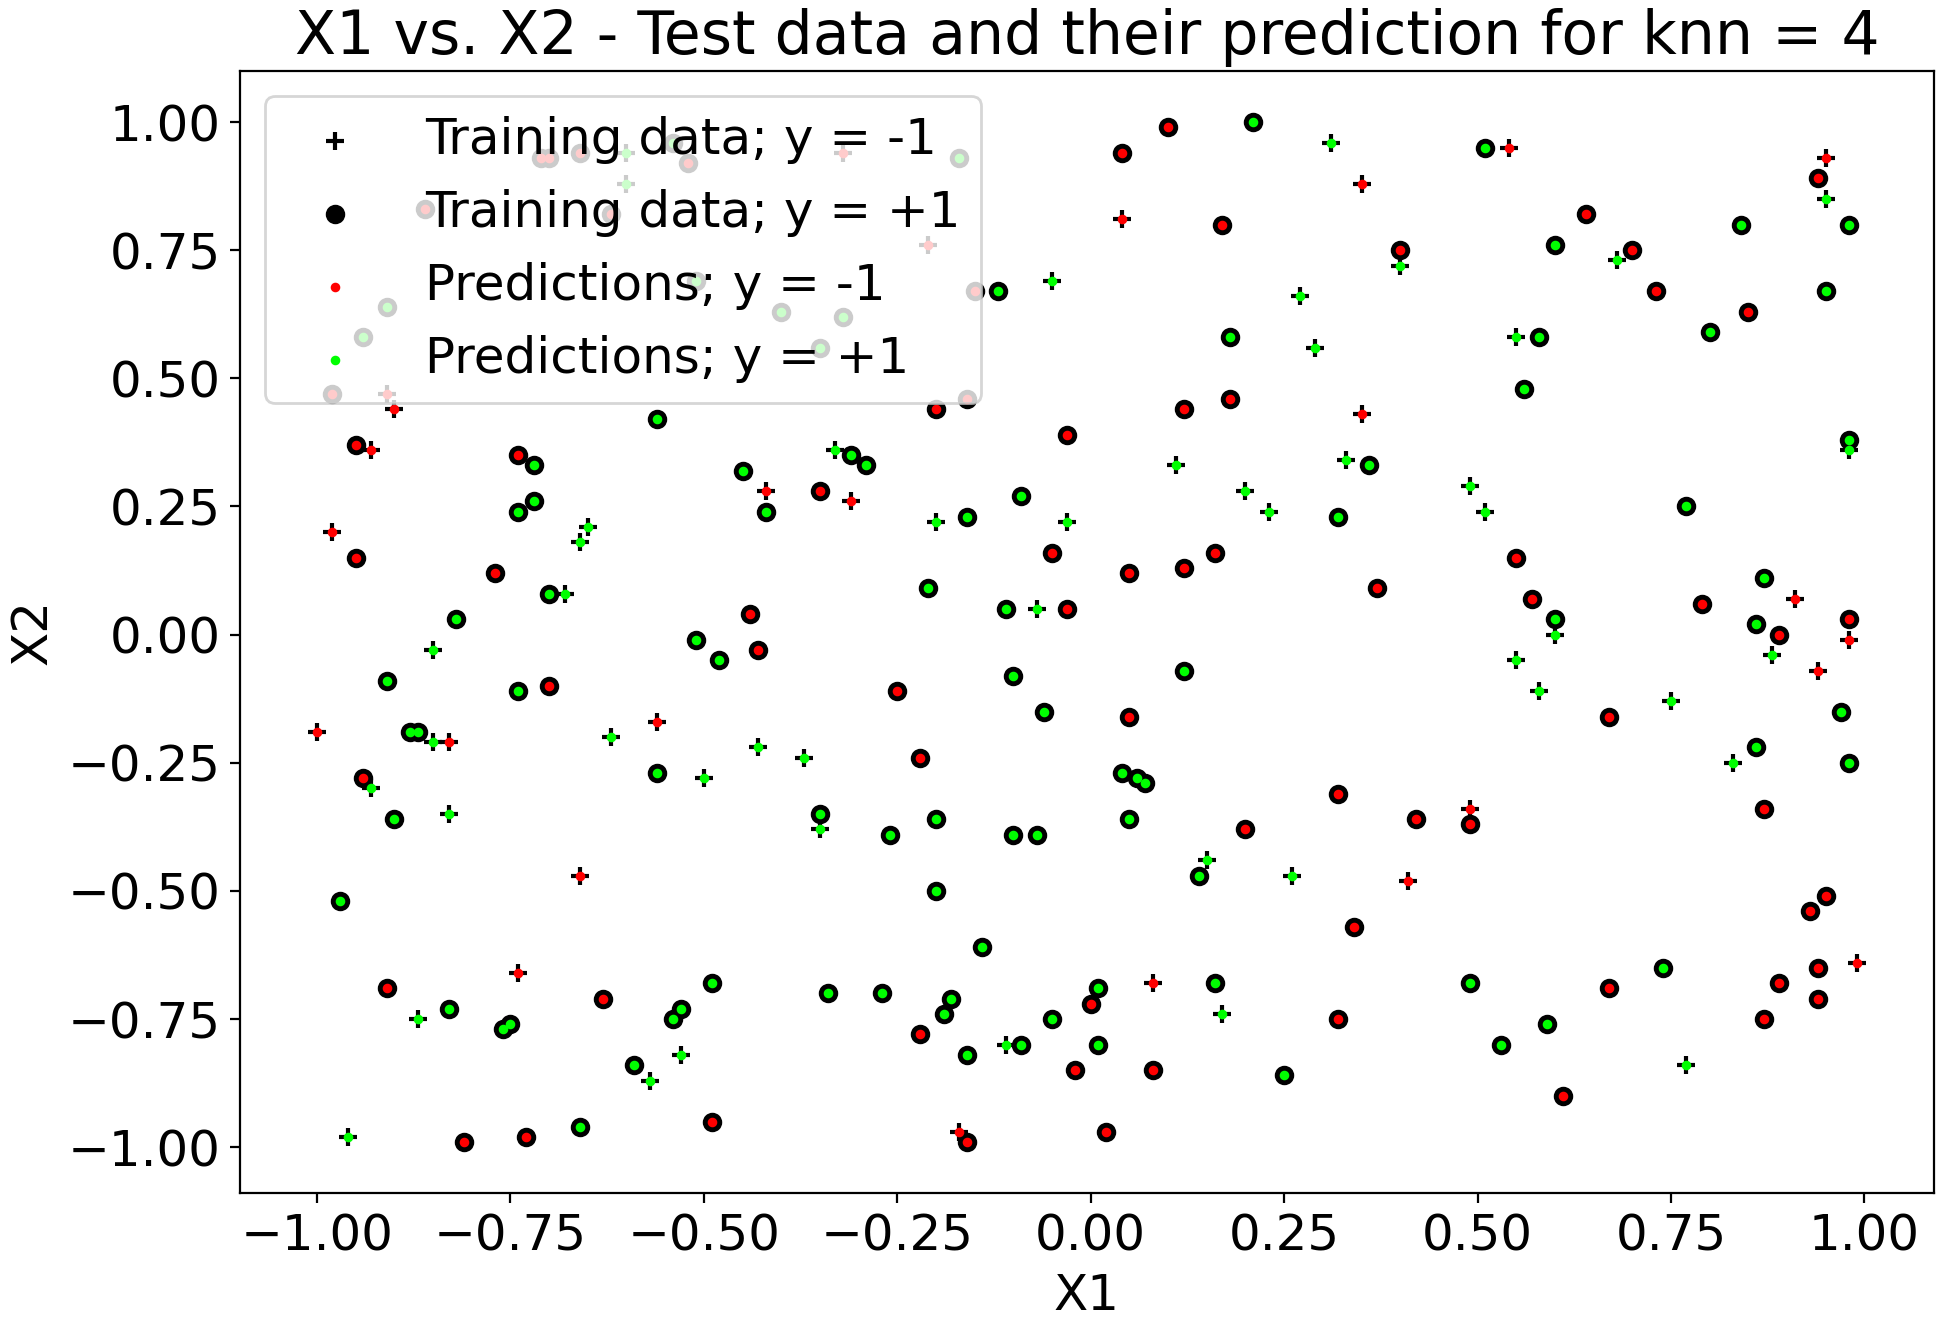 X1 vs. X2 - Test data and their prediction for knn = 4
Training data; y = -1
Training data; y = +1
Predictions; y = -1
Predictions; y = +1
1.00
0.75
0.50
0.25
0.00
−0.25
−0.50
−0.75
−1.00
X2
−1.00 −0.75 −0.50 −0.25 0.00 0.25 0.50 0.75 1.00
X1